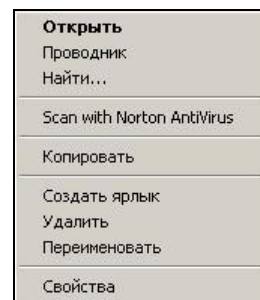 Открыть
Проводник
Найти...
Scan with Norton AntiVirus
Копировать
Создать ярлык
Удалить
Переименовать
Свойства